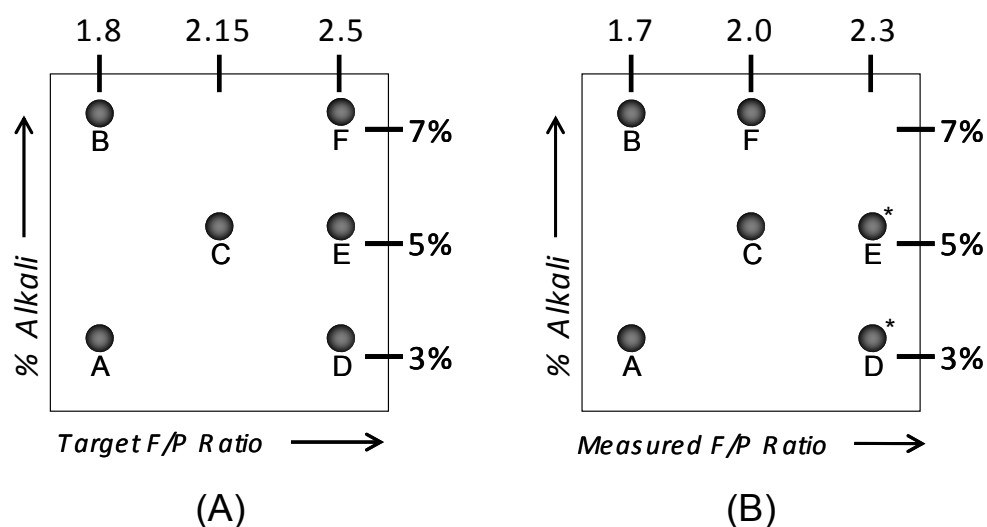 1.8 2.15 2.5
B F 7%
C E 5%
A D 3%
% Alkali
Target F/P Ratio
(A)
1.7 2.0 2.3
B F 7%
C E* 5%
A D* 3%
% Alkali
Measured F/P Ratio
(B)